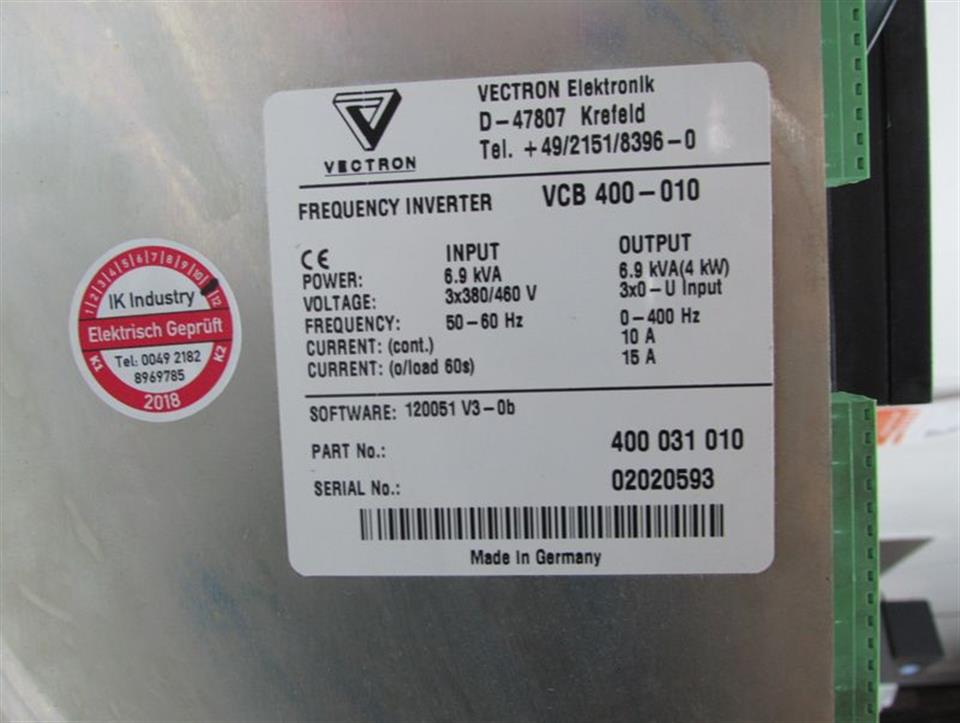 VECTRON
VECTRON Elektronik
D-47807 Krefeld
Tel. +49/2151/8396-0
FREQUENCY INVERTER VCB 400-010
CE INPUT OUTPUT
POWER: 6.9 kVA 6.9 kVA(4 kW)
VOLTAGE: 3x380/460 V 3x0-U Input
FREQUENCY: 50-60 Hz 0-400 Hz
CURRENT: (cont.) 10 A
CURRENT: (o/load 60s) 15 A
SOFTWARE: 120051 V3-0b
PART No.: 400 031 010
SERIAL No.: 02020593
Made in Germany
1 2 3 4 5 6 7 8 9 10 12
IK Industry
Elektrisch Geprüft
K1 Tel: 0049 2182 K2
8969785
2018